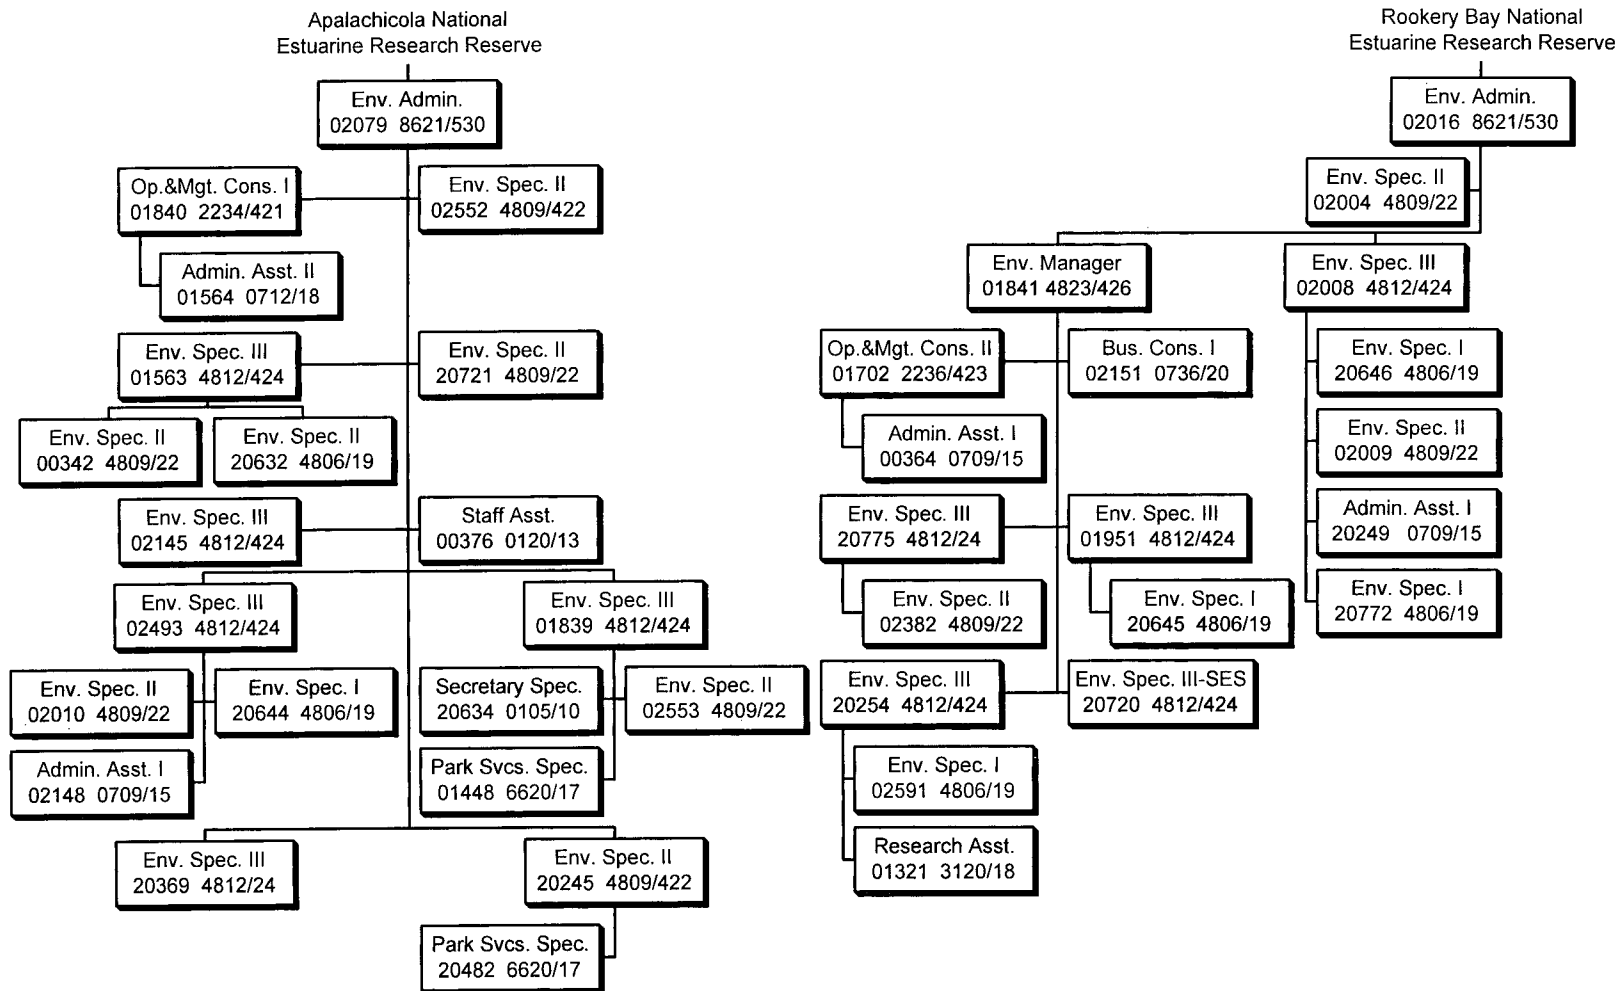 Apalachicola National
Estuarine Research Reserve
Env. Admin.
02079 8621/530
Op.&Mgt. Cons. I
01840 2234/421
Env. Spec. II
02552 4809/422
Admin. Asst. II
01564 0712/18
Env. Spec. III
01563 4812/424
Env. Spec. II
20721 4809/22
Env. Spec. II
00342 4809/22
Env. Spec. II
20632 4806/19
Env. Spec. III
02145 4812/424
Staff Asst.
00376 0120/13
Env. Spec. III
02493 4812/424
Env. Spec. III
01839 4812/424
Env. Spec. II
02010 4809/22
Env. Spec. I
20644 4806/19
Secretary Spec.
20634 0105/10
Env. Spec. II
02553 4809/22
Admin. Asst. I
02148 0709/15
Park Svcs. Spec.
01448 6620/17
Env. Spec. III
20369 4812/24
Env. Spec. II
20245 4809/422
Park Svcs. Spec.
20482 6620/17
Rookery Bay National
Estuarine Research Reserve
Env. Admin.
02016 8621/530
Env. Spec. II
02004 4809/22
Env. Manager
01841 4823/426
Env. Spec. III
02008 4812/424
Op.&Mgt. Cons. II
01702 2236/423
Bus. Cons. I
02151 0736/20
Admin. Asst. I
00364 0709/15
Env. Spec. III
20775 4812/24
Env. Spec. III
01951 4812/424
Env. Spec. II
02382 4809/22
Env. Spec. I
20645 4806/19
Env. Spec. III
20254 4812/424
Env. Spec. III-SES
20720 4812/424
Env. Spec. I
02591 4806/19
Research Asst.
01321 3120/18
Env. Spec. I
20646 4806/19
Env. Spec. II
02009 4809/22
Admin. Asst. I
20249 0709/15
Env. Spec. I
20772 4806/19